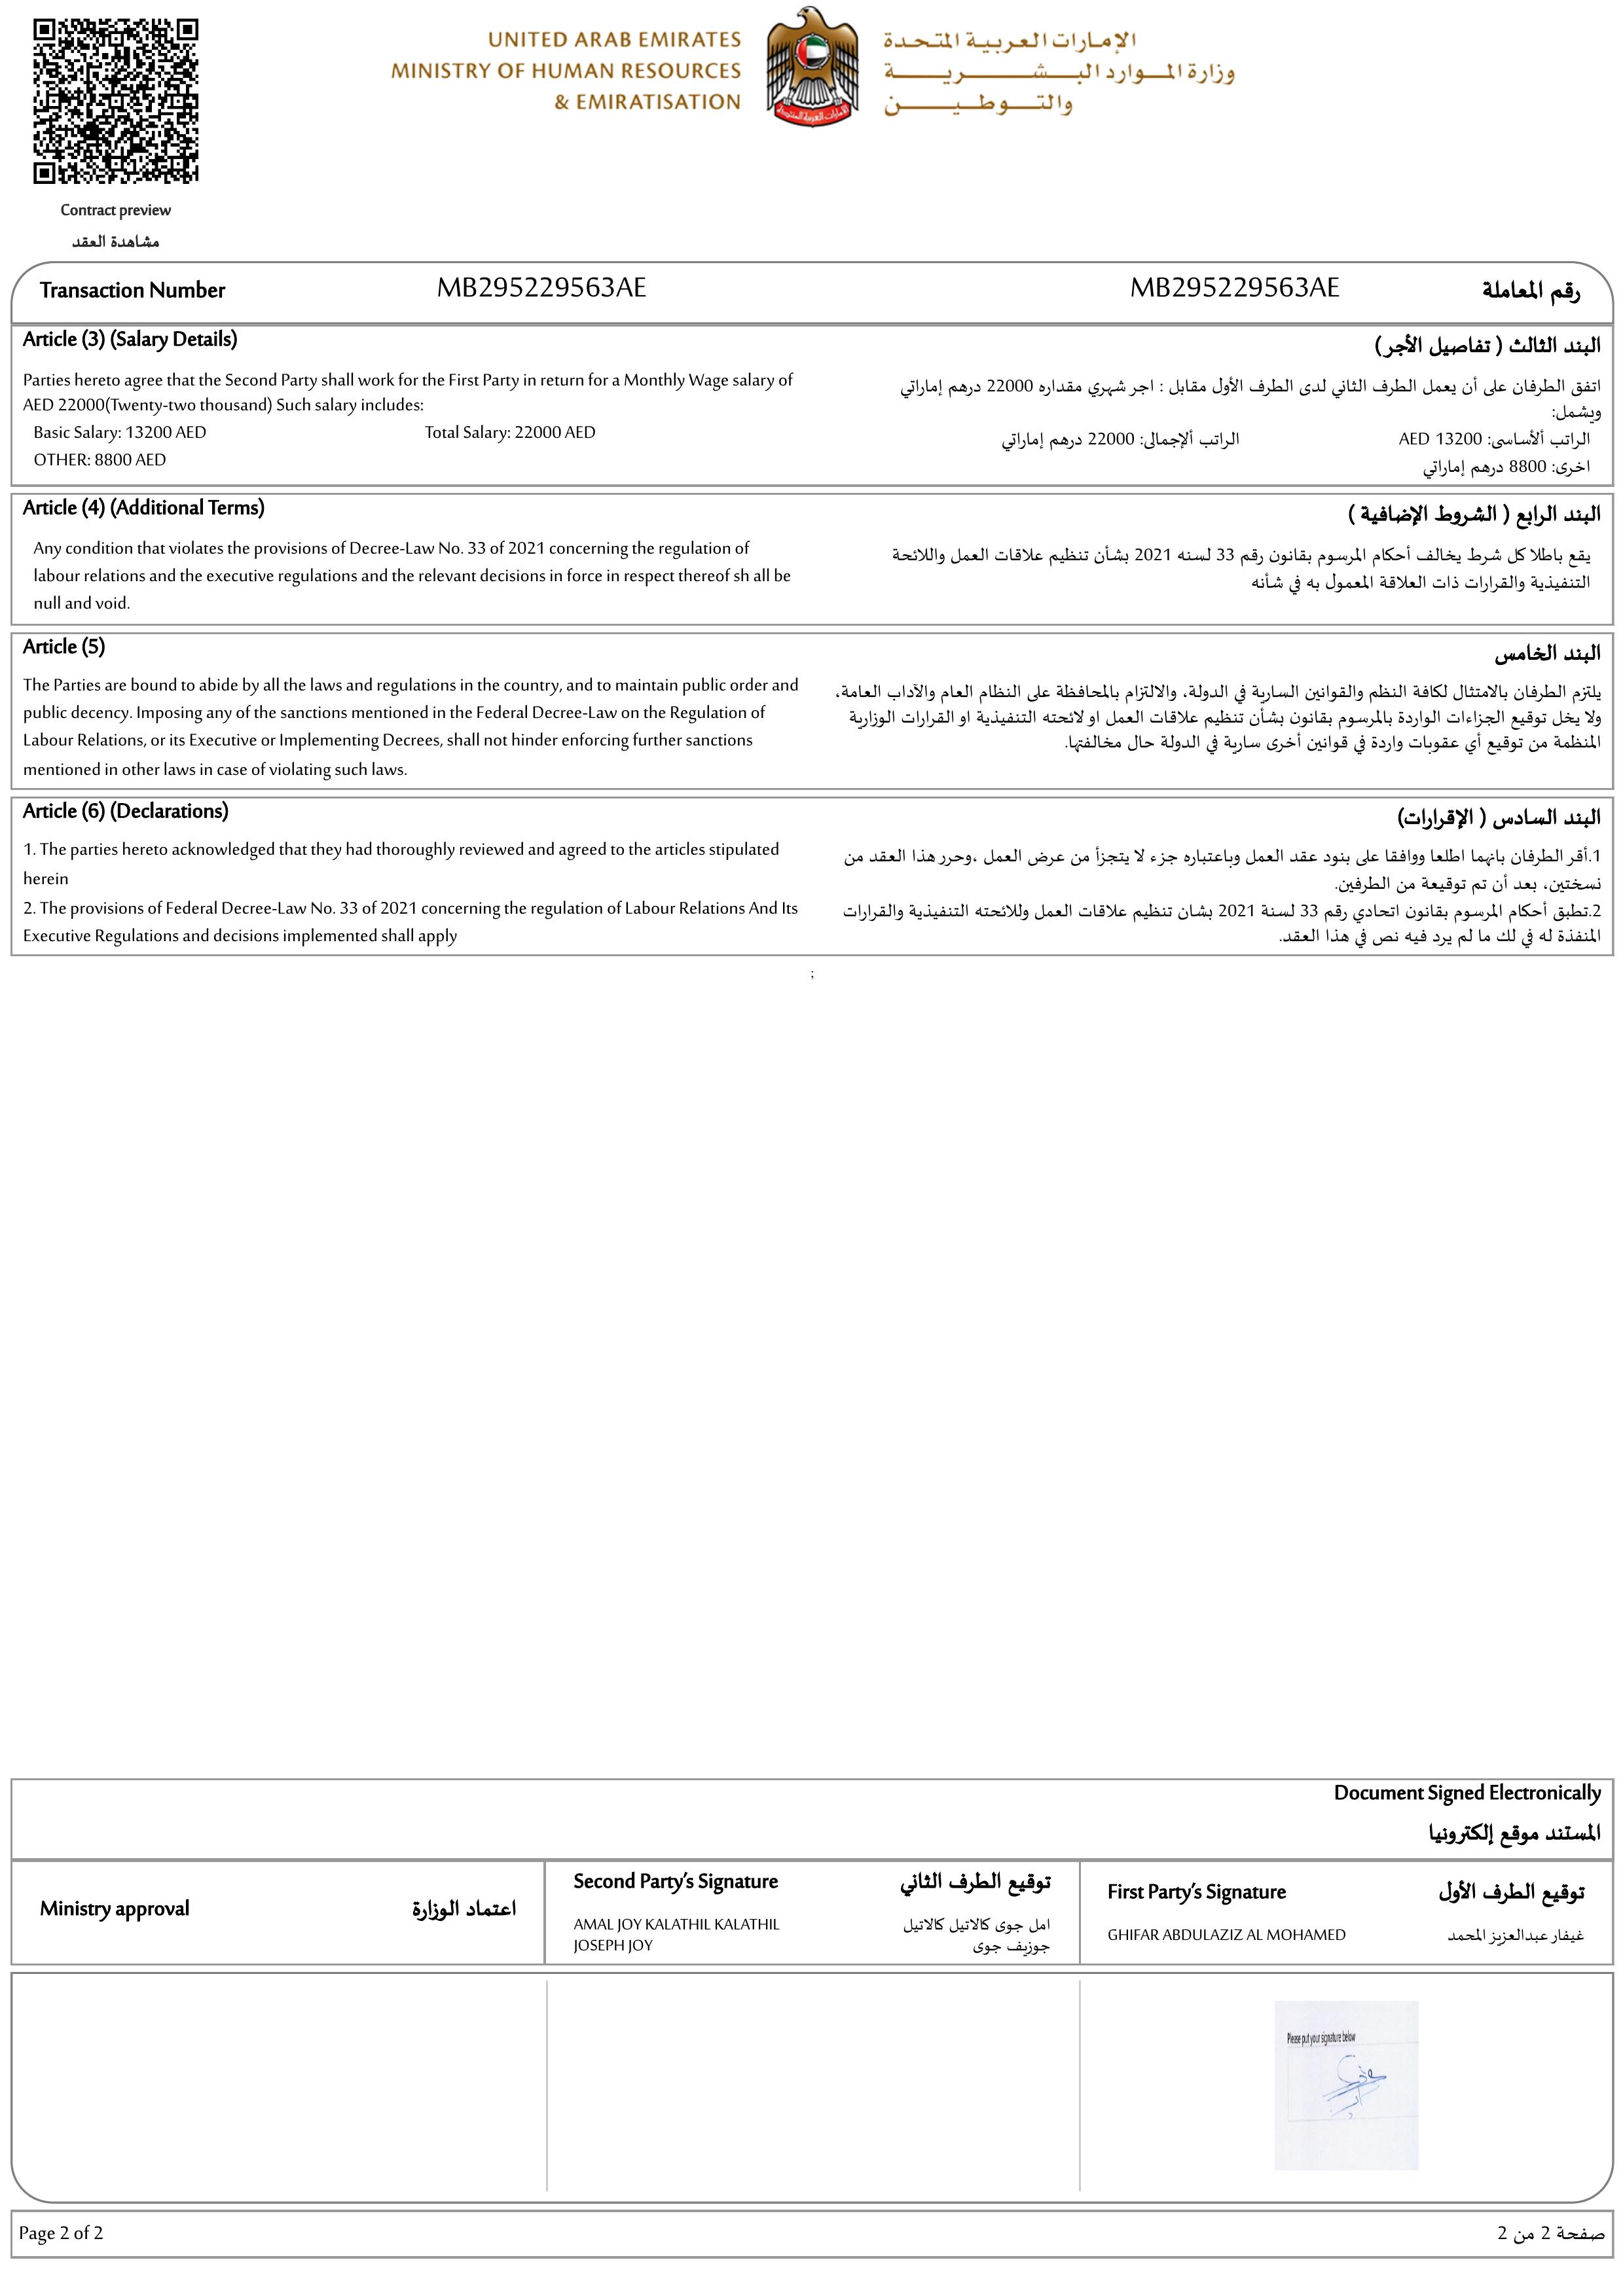 UNITED ARAB EMIRATES
MINISTRY OF HUMAN RESOURCES
& EMIRATISATION
الإمارات العربية المتحدة
وزارة الموارد البشرية
والتوطين
الإمارات العربية المتحدة
Contract preview
مشاهدة العقد
Transaction Number MB295229563AE
MB295229563AE رقم المعاملة
Article (3) (Salary Details)
Parties hereto agree that the Second Party shall work for the First Party in return for a Monthly Wage salary of
AED 22000(Twenty-two thousand) Such salary includes:
Basic Salary: 13200 AED Total Salary: 22000 AED
OTHER: 8800 AED
البند الثالث ( تفاصيل الأجر)
اتفق الطرفان على أن يعمل الطرف الثاني لدى الطرف الأول مقابل : اجر شهري مقداره 22000 درهم إماراتي
ويشمل:
الراتب ألأساسى: 13200 AED الراتب ألإجمالى: 22000 درهم إماراتي
اخرى: 8800 درهم إماراتي
Article (4) (Additional Terms)
Any condition that violates the provisions of Decree-Law No. 33 of 2021 concerning the regulation of
labour relations and the executive regulations and the relevant decisions in force in respect thereof sh all be
null and void.
البند الرابع ( الشروط الإضافية )
يقع باطلا كل شرط يخالف أحكام المرسوم بقانون رقم 33 لسنه 2021 بشأن تنظيم علاقات العمل واللائحة
التنفيذية والقرارات ذات العلاقة المعمول به في شأنه
Article (5)
The Parties are bound to abide by all the laws and regulations in the country, and to maintain public order and
public decency. Imposing any of the sanctions mentioned in the Federal Decree-Law on the Regulation of
Labour Relations, or its Executive or Implementing Decrees, shall not hinder enforcing further sanctions
mentioned in other laws in case of violating such laws.
البند الخامس
يلتزم الطرفان بالامتثال لكافة النظم والقوانين السارية في الدولة، والالتزام بالمحافظة على النظام العام والآداب العامة،
ولا يخل توقيع الجزاءات الواردة بالمرسوم بقانون بشأن تنظيم علاقات العمل او لائحته التنفيذية او القرارات الوزارية
المنظمة من توقيع أي عقوبات واردة في قوانين أخرى سارية في الدولة حال مخالفتها.
Article (6) (Declarations)
1. The parties hereto acknowledged that they had thoroughly reviewed and agreed to the articles stipulated
herein
2. The provisions of Federal Decree-Law No. 33 of 2021 concerning the regulation of Labour Relations And Its
Executive Regulations and decisions implemented shall apply
البند السادس ( الإقرارات)
1.أقر الطرفان بانهما اطلعا ووافقا على بنود عقد العمل وباعتباره جزء لا يتجزأ من عرض العمل ،وحرر هذا العقد من
نسختين، بعد أن تم توقيعة من الطرفين.
2.تطبق أحكام المرسوم بقانون اتحادي رقم 33 لسنة 2021 بشان تنظيم علاقات العمل وللائحته التنفيذية والقرارات
المنفذة له في لك ما لم يرد فيه نص في هذا العقد.
;
Document Signed Electronically
المستند موقع إلكترونيا
Ministry approval اعتماد الوزارة
Second Party's Signature توقيع الطرف الثاني
AMAL JOY KALATHIL KALATHIL
JOSEPH JOY
امل جوى كالاتيل كالاتيل
جوزيف جوى
First Party's Signature توقيع الطرف الأول
GHIFAR ABDULAZIZ AL MOHAMED غيفار عبدالعزيز المحمد
Please put your signature below
Page 2 of 2 صفحة 2 من 2